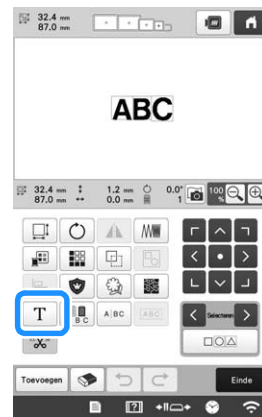 32.4 mm
87.0 mm
ABC
32.4 mm 1.2 mm 0.0°
87.0 mm 0.0 mm 1
100 %
T B C A BC ABC
Selecteren
Toevoegen Einde